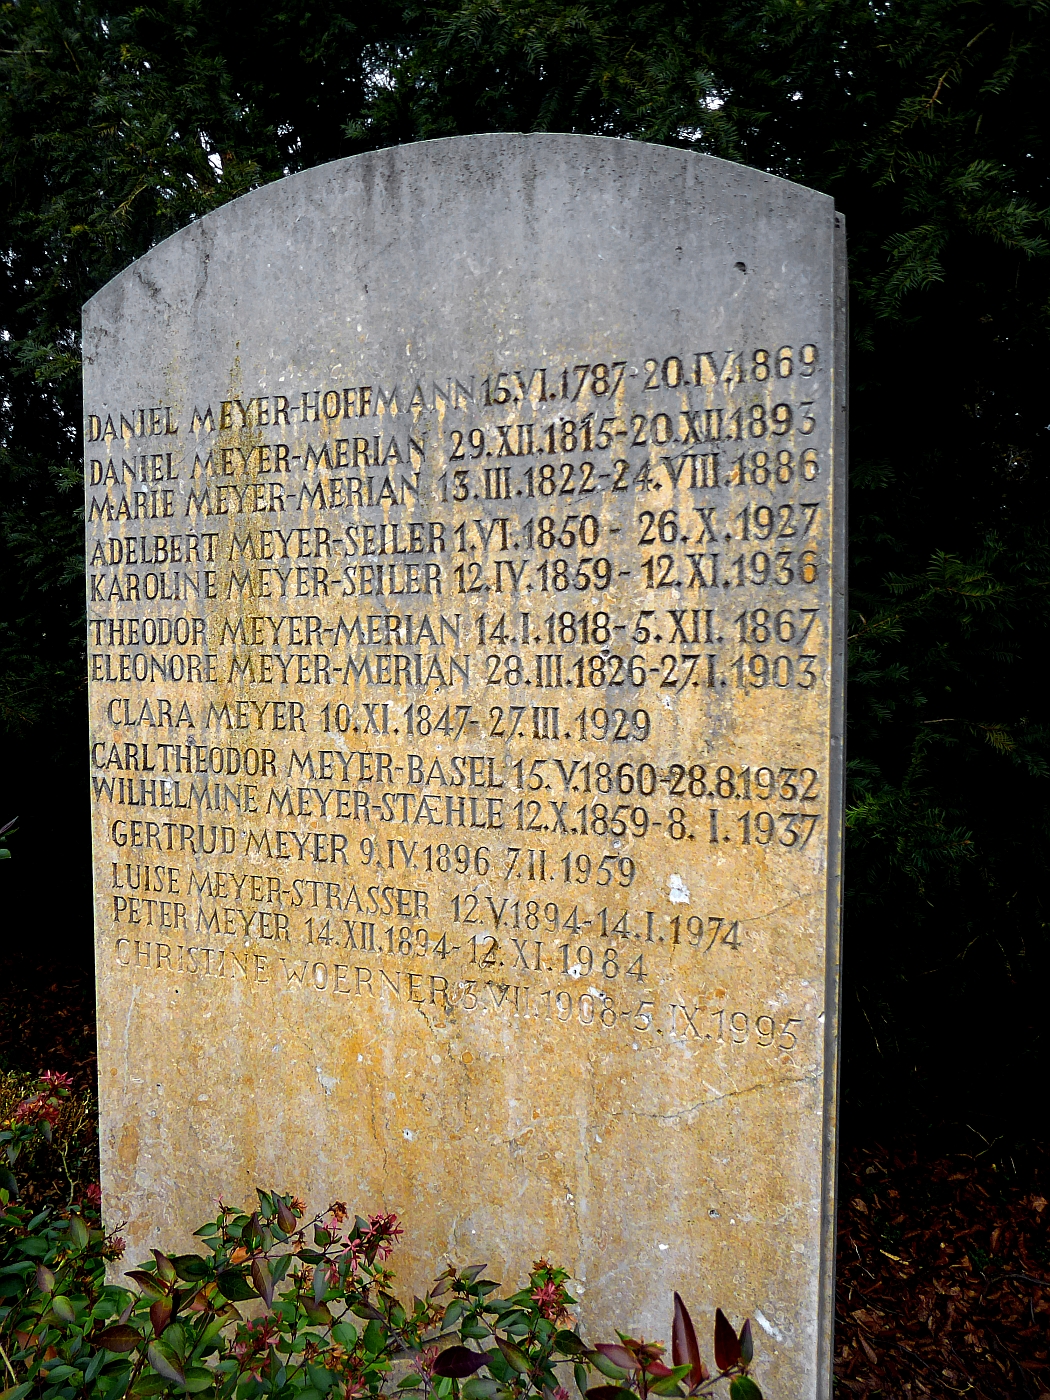 DANIEL MEYER-HOFFMANN 15.VI.1787-20.IV.1869
DANIEL MEYER-MERIAN 29.XII.1815-20.XII.1893
MARIE MEYER-MERIAN 13.III.1822-24.VIII.1886
ADELBERT MEYER-SEILER 1.VI.1850-26.X.1927
KAROLINE MEYER-SEILER 12.IV.1859-12.XI.1936
THEODOR MEYER-MERIAN 14.I.1818-5.XII.1867
ELEONORE MEYER-MERIAN 28.III.1826-27.I.1903
CLARA MEYER 10.XI.1847-27.III.1929
CARL THEODOR MEYER-BASEL 15.V.1860-28.8.1932
WILHELMINE MEYER-STÆHLE 12.X.1859-8.I.1937
GERTRUD MEYER 9.IV.1896 7.II.1959
LUISE MEYER-STRASSER 12.V.1894-14.I.1974
PETER MEYER 14.XII.1894-12.XI.1984
CHRISTINE WOERNER 3.VII.1908-5.IX.1995